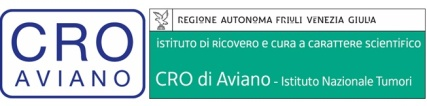 CRO
AVIANO
REGIONE AUTONOMA FRIULI VENEZIA GIULIA
ISTITUTO DI RICOVERO E CURA A CARATTERE SCIENTIFICO
CRO di Aviano - Istituto Nazionale Tumori